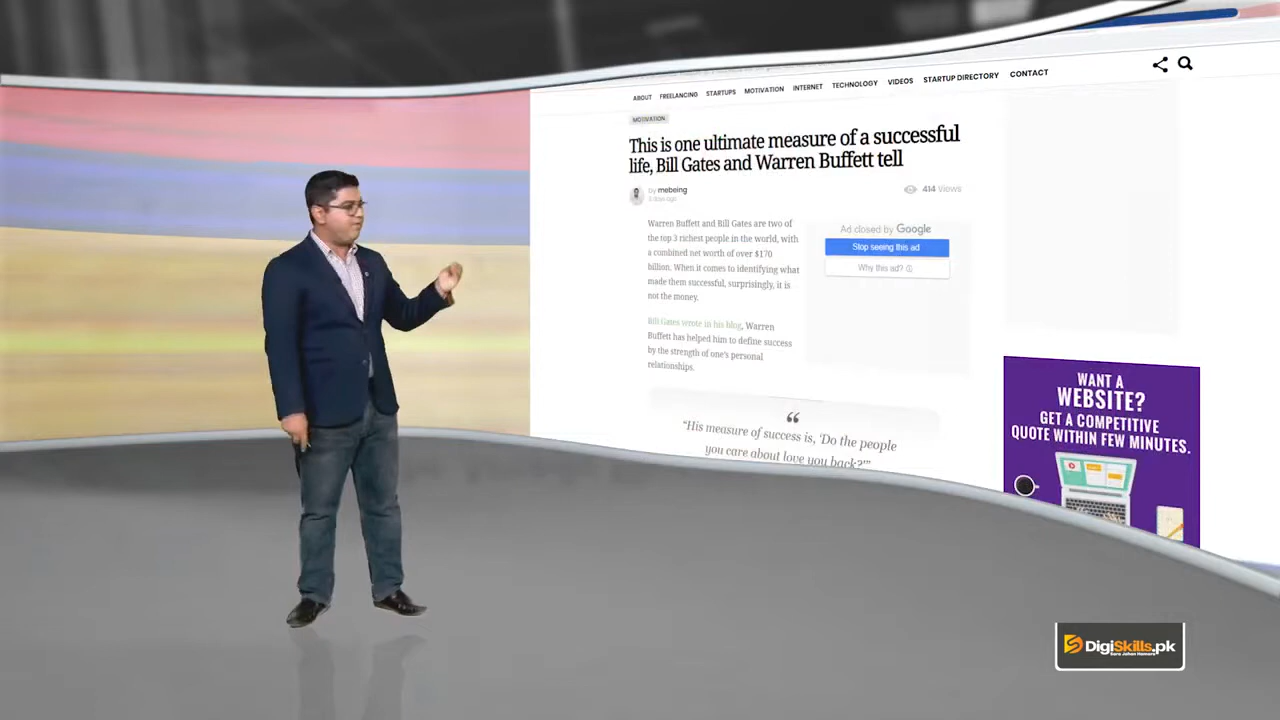 ABOUT FREELANCING STARTUPS MOTIVATION INTERNET TECHNOLOGY VIDEOS STARTUP DIRECTORY CONTACT
MOTIVATION
This is one ultimate measure of a successful
life, Bill Gates and Warren Buffett tell
by mebeing
414 Views
Warren Buffett and Bill Gates are two of
the top 3 richest people in the world, with
a combined net worth of over $170
billion. When it comes to identifying what
made them successful, surprisingly, it is
not the money.
Bill Gates wrote in his blog, Warren
Buffett has helped him to define success
by the strength of one's personal
relationships.
Ad closed by Google
Stop seeing this ad
Why this ad?
“
“His measure of success is, ‘Do the people
you care about love you back?’”
WANT A
WEBSITE?
GET A COMPETITIVE
QUOTE WITHIN FEW MINUTES.
DigiSkills.pk